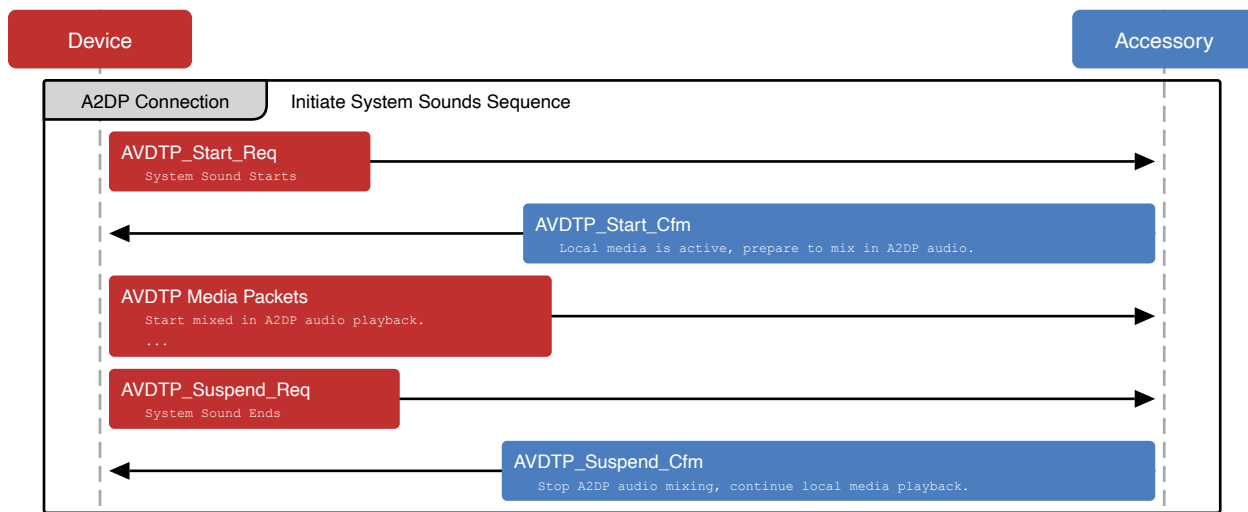 Device
Accessory
A2DP Connection
Initiate System Sounds Sequence
AVDTP_Start_Req
System Sound Starts
AVDTP_Start_Cfm
Local media is active, prepare to mix in A2DP audio.
AVDTP Media Packets
Start mixed in A2DP audio playback.
...
AVDTP_Suspend_Req
System Sound Ends
AVDTP_Suspend_Cfm
Stop A2DP audio mixing, continue local media playback.